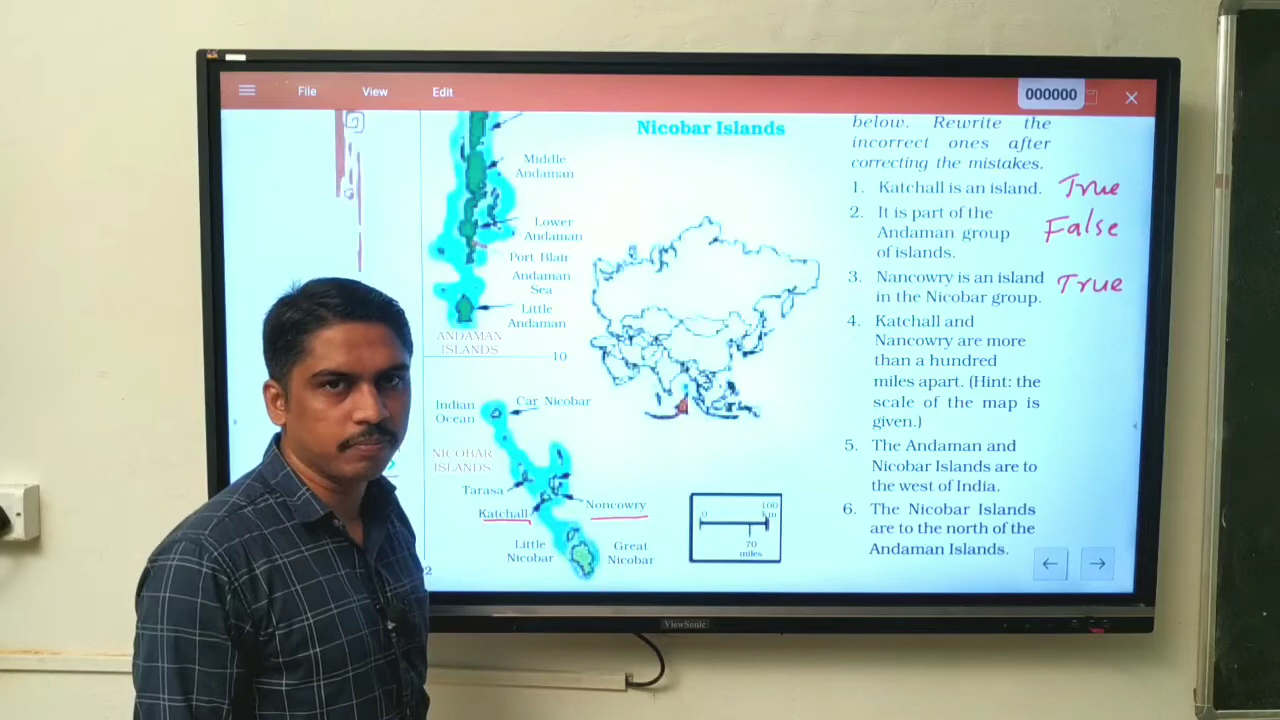 File View Edit
000000
Nicobar Islands
Middle
Andaman
Lower
Andaman
Port Blair
Andaman
Sea
Little
Andaman
ANDAMAN
ISLANDS
10
Indian
Ocean
Car Nicobar
NICOBAR
ISLANDS
Tarasa
Katchall
Noncowry
Little
Nicobar
Great
Nicobar
2
0
100
km
70
miles
below. Rewrite the
incorrect ones after
correcting the mistakes.
1. Katchall is an island. True
2. It is part of the
Andaman group False
of islands.
3. Nancowry is an island True
in the Nicobar group.
4. Katchall and
Nancowry are more
than a hundred
miles apart. (Hint: the
scale of the map is
given.)
5. The Andaman and
Nicobar Islands are to
the west of India.
6. The Nicobar Islands
are to the north of the
Andaman Islands.
ViewSonic